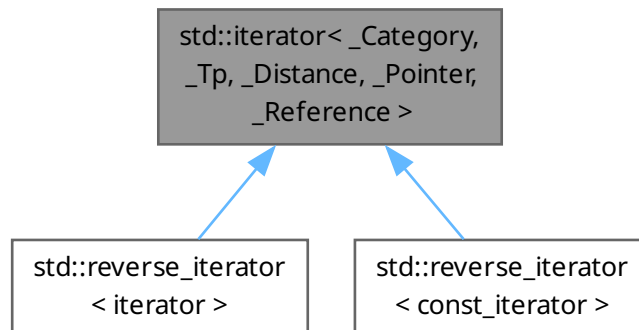 std::iterator< _Category,
_Tp, _Distance, _Pointer,
_Reference >
std::reverse_iterator
< iterator >
std::reverse_iterator
< const_iterator >